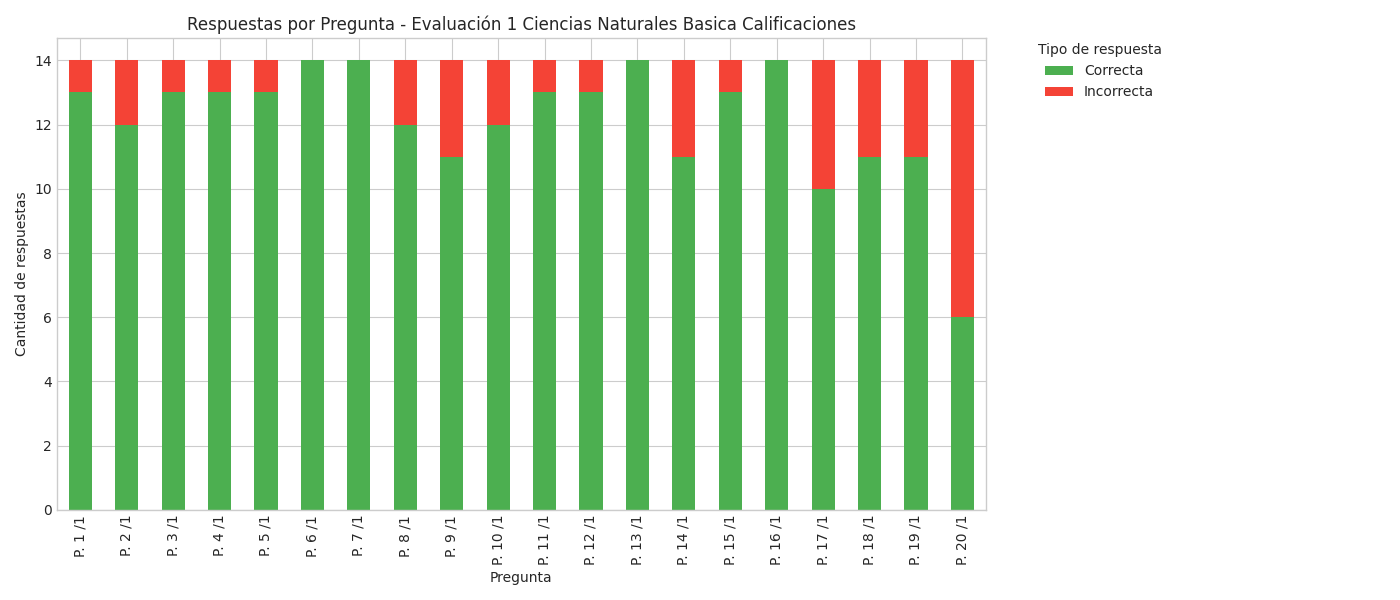 Respuestas por Pregunta - Evaluación 1 Ciencias Naturales Basica Calificaciones
Tipo de respuesta
Correcta
Incorrecta
Cantidad de respuestas
14
12
10
8
6
4
2
0
P. 1 /1
P. 2 /1
P. 3 /1
P. 4 /1
P. 5 /1
P. 6 /1
P. 7 /1
P. 8 /1
P. 9 /1
P. 10 /1
P. 11 /1
P. 12 /1
P. 13 /1
P. 14 /1
P. 15 /1
P. 16 /1
P. 17 /1
P. 18 /1
P. 19 /1
P. 20 /1
Pregunta